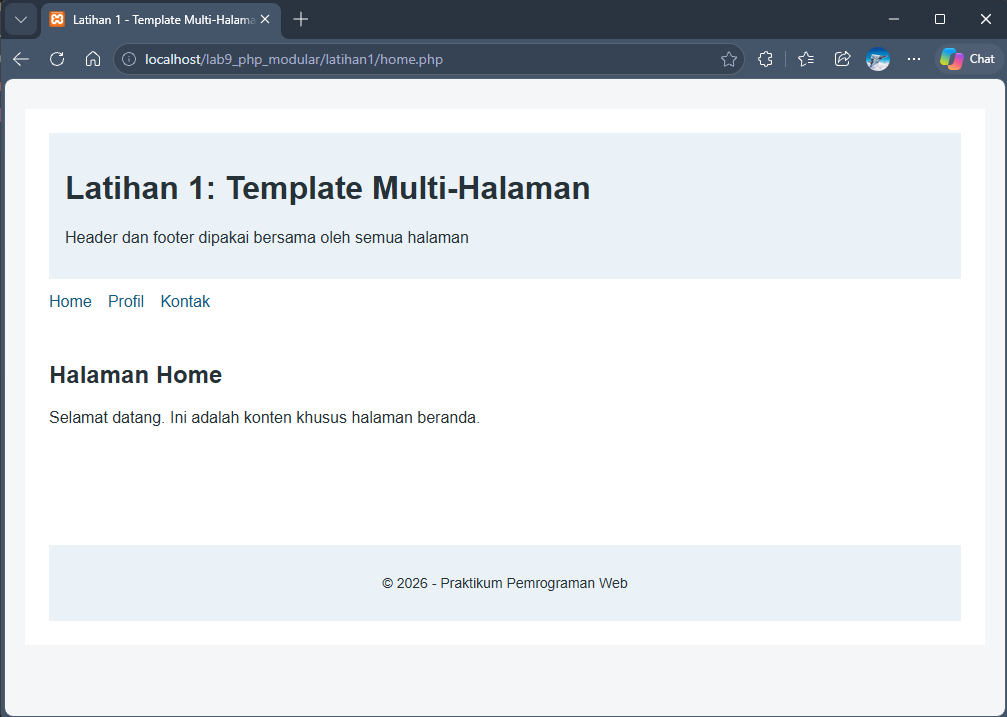 Latihan 1 - Template Multi-Halama
localhost/lab9_php_modular/latihan1/home.php
Chat
Latihan 1: Template Multi-Halaman
Header dan footer dipakai bersama oleh semua halaman
Home Profil Kontak
Halaman Home
Selamat datang. Ini adalah konten khusus halaman beranda.
© 2026 - Praktikum Pemrograman Web